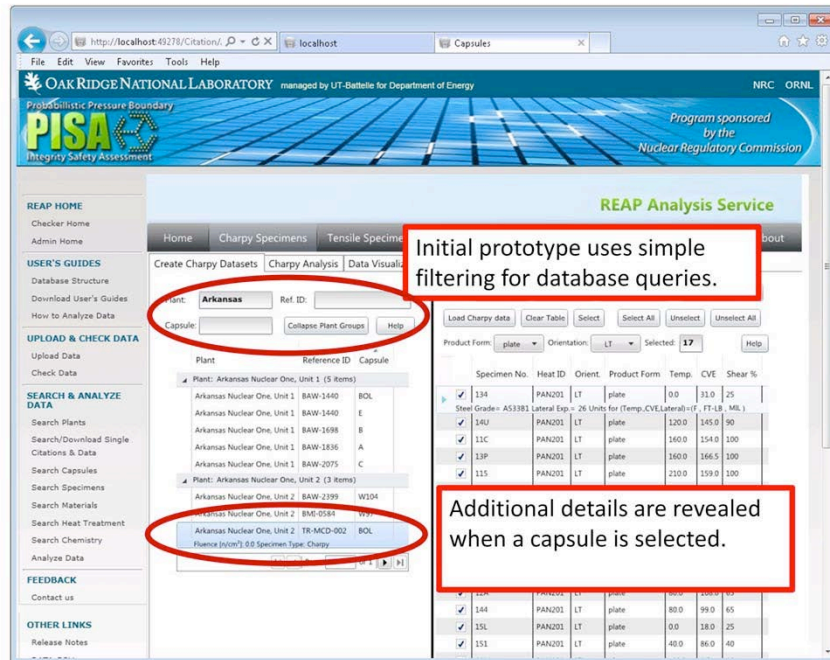 http://localhost:49278/Citation/.
localhost
Capsules
File Edit View Favorites Tools Help
OAK RIDGE NATIONAL LABORATORY managed by UT-Battelle for Department of Energy
NRC ORNL
Probabilistic Pressure Boundary
PISA
Integrity Safety Assessment
Program sponsored
by the
Nuclear Regulatory Commission
REAP Analysis Service
Home Charpy Specimens Tensile Specime
bout
REAP HOME
Checker Home
Admin Home
USER'S GUIDES
Database Structure
Download User's Guides
How to Analyze Data
UPLOAD & CHECK DATA
Upload Data
Check Data
SEARCH & ANALYZE
DATA
Search Plants
Search/Download Single
Citations & Data
Search Capsules
Search Specimens
Search Materials
Search Heat Treatment
Search Chemistry
Analyze Data
FEEDBACK
Contact us
OTHER LINKS
Release Notes
Create Charpy Datasets Charpy Analysis Data Visualiz
Plant: Arkansas Ref. ID:
Capsule: Collapse Plant Groups Help
Plant Reference ID Capsule
Plant: Arkansas Nuclear One, Unit 1 (5 items)
Arkansas Nuclear One, Unit 1 BAW-1440 BOL
Arkansas Nuclear One, Unit 1 BAW-1440 E
Arkansas Nuclear One, Unit 1 BAW-1698 B
Arkansas Nuclear One, Unit 1 BAW-1836 A
Arkansas Nuclear One, Unit 1 BAW-2075 C
Plant: Arkansas Nuclear One, Unit 2 (3 items)
Arkansas Nuclear One, Unit 2 BAW-2399 W104
Arkansas Nuclear One, Unit 2 BMI-0584 W97
Arkansas Nuclear One, Unit 2 TR-MCD-002 BOL
Fluence [n/cm²]: 0.0 Specimen Type: Charpy
of 1
Initial prototype uses simple
filtering for database queries.
Load Charpy data Clear Table Select Select All Unselect Unselect All
Product Form: plate Orientation: LT Selected: 17 Help
Specimen No. Heat ID Orient. Product Form Temp. CVE Shear %
134 PAN201 LT plate 0.0 31.0 25
Steel Grade= A533B1 Lateral Exp.= 26 Units for (Temp.,CVE,Lateral)=(F , FT-LB , MIL )
14U PAN201 LT plate 120.0 145.0 90
11C PAN201 LT plate 160.0 154.0 100
13P PAN201 LT plate 160.0 166.5 100
115 PAN201 LT plate 210.0 159.0 100
Additional details are revealed
when a capsule is selected.
12A PAN201 LT plate
144 PAN201 LT plate 80.0 99.0 65
15L PAN201 LT plate 0.0 18.0 25
151 PAN201 LT plate 40.0 86.0 40